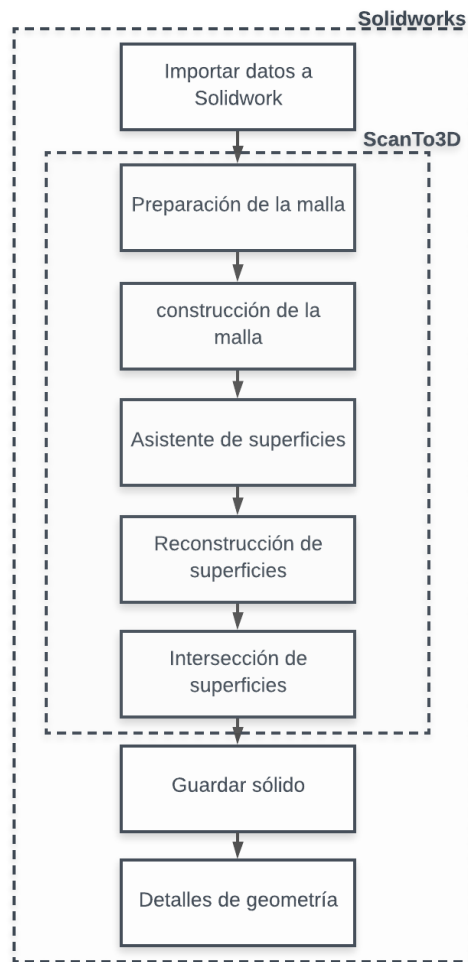 Solidworks
Importar datos a
Solidwork
ScanTo3D
Preparación de la malla
construcción de la
malla
Asistente de superficies
Reconstrucción de
superficies
Intersección de
superficies
Guardar sólido
Detalles de geometría